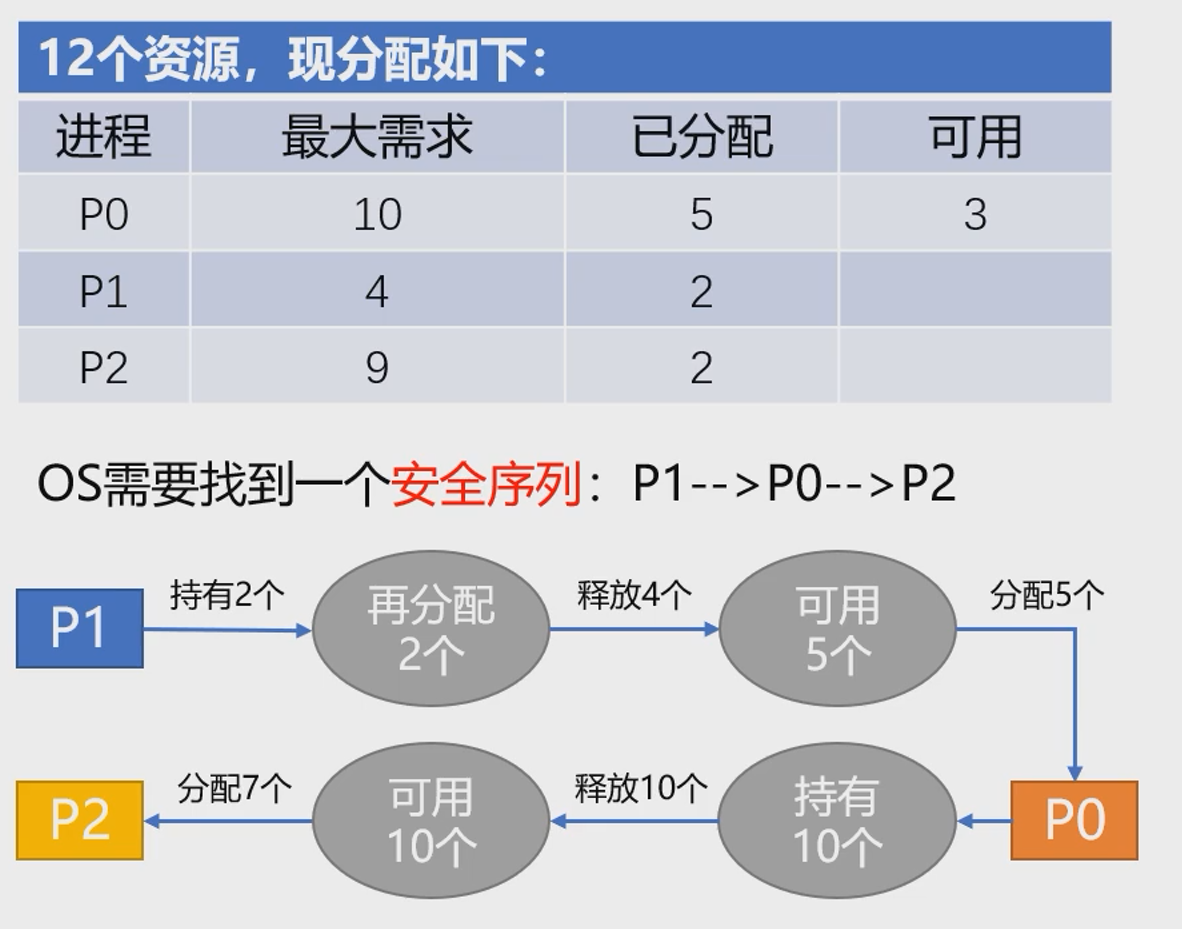 12个资源，现分配如下：
进程 最大需求 已分配 可用
P0 10 5 3
P1 4 2
P2 9 2
OS需要找到一个安全序列：P1-->P0-->P2
P1
持有2个
再分配
2个
释放4个
可用
5个
分配5个
P2
分配7个
可用
10个
释放10个
持有
10个
P0